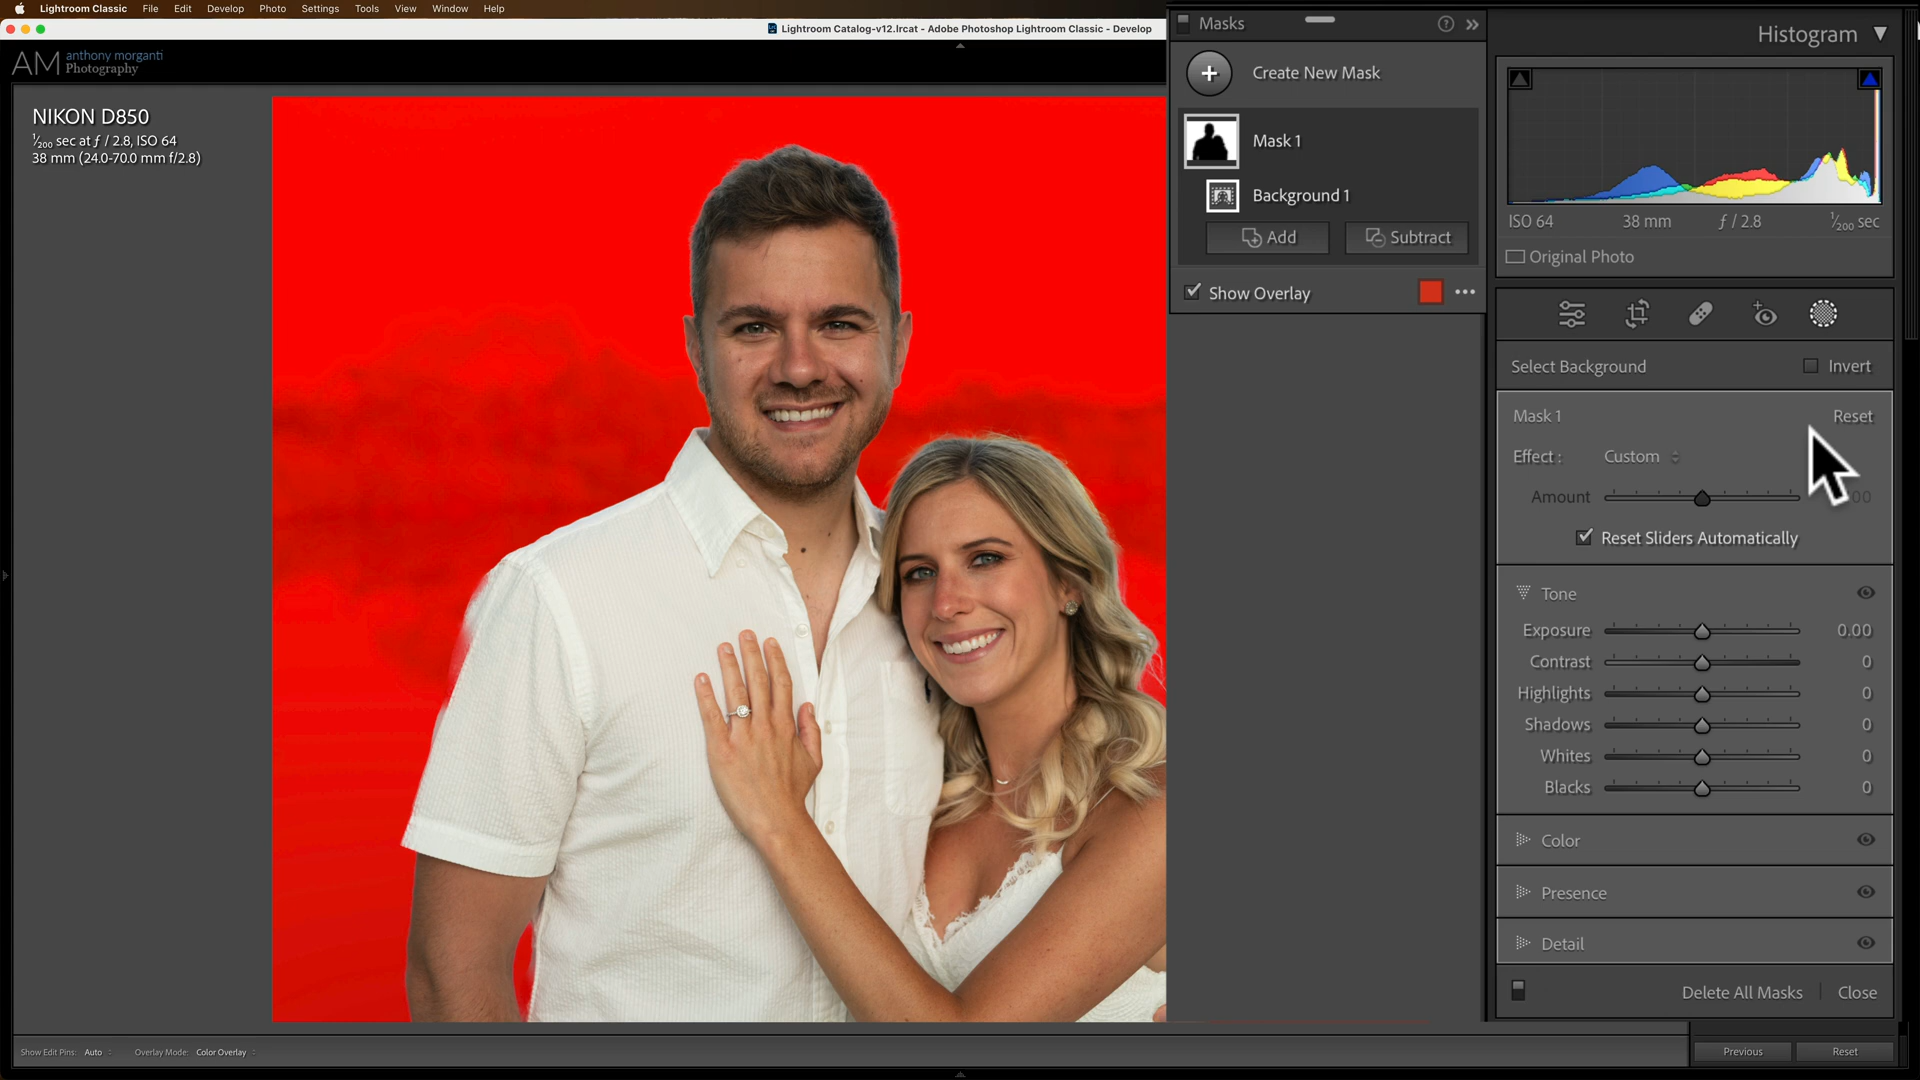 Lightroom Classic File Edit Develop Photo Settings Tools View Window Help
Lightroom Catalog-v12.lrcat - Adobe Photoshop Lightroom Classic - Develop
AM anthony morganti
Photography
NIKON D850
1/200 sec at ƒ / 2.8, ISO 64
38 mm (24.0-70.0 mm f/2.8)
Masks
Create New Mask
Mask 1
Background 1
Add Subtract
Show Overlay
Histogram
ISO 64 38 mm ƒ / 2.8 1/200 sec
Original Photo
Select Background Invert
Mask 1 Reset
Effect : Custom
Amount
Reset Sliders Automatically
Tone
Exposure 0.00
Contrast 0
Highlights 0
Shadows 0
Whites 0
Blacks 0
Color
Presence
Detail
Delete All Masks Close
Show Edit Pins: Auto Overlay Mode: Color Overlay
Previous Reset